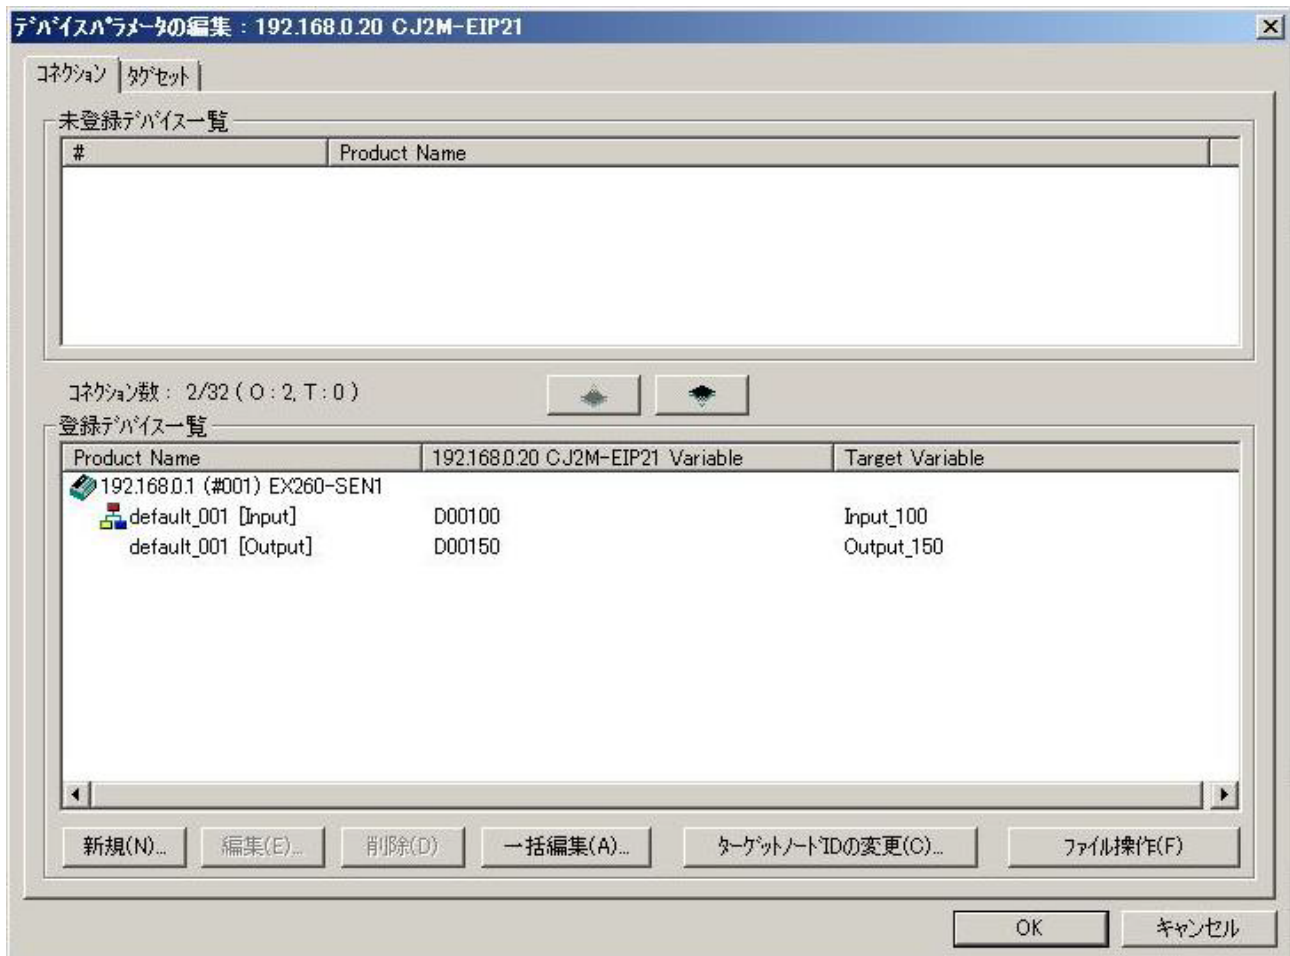 デバイスパラメータの編集 : 192.168.0.20 CJ2M-EIP21
コネクション タグセット
未登録デバイス一覧
# Product Name
コネクション数 : 2/32 ( O : 2, T : 0 )
登録デバイス一覧
Product Name 192.168.0.20 CJ2M-EIP21 Variable Target Variable
192.168.0.1 (#001) EX260-SEN1
default_001 [Input] D00100 Input_100
default_001 [Output] D00150 Output_150
新規(N)... 編集(E)... 削除(D) 一括編集(A)... ターゲットノードIDの変更(C)... ファイル操作(F)
OK キャンセル